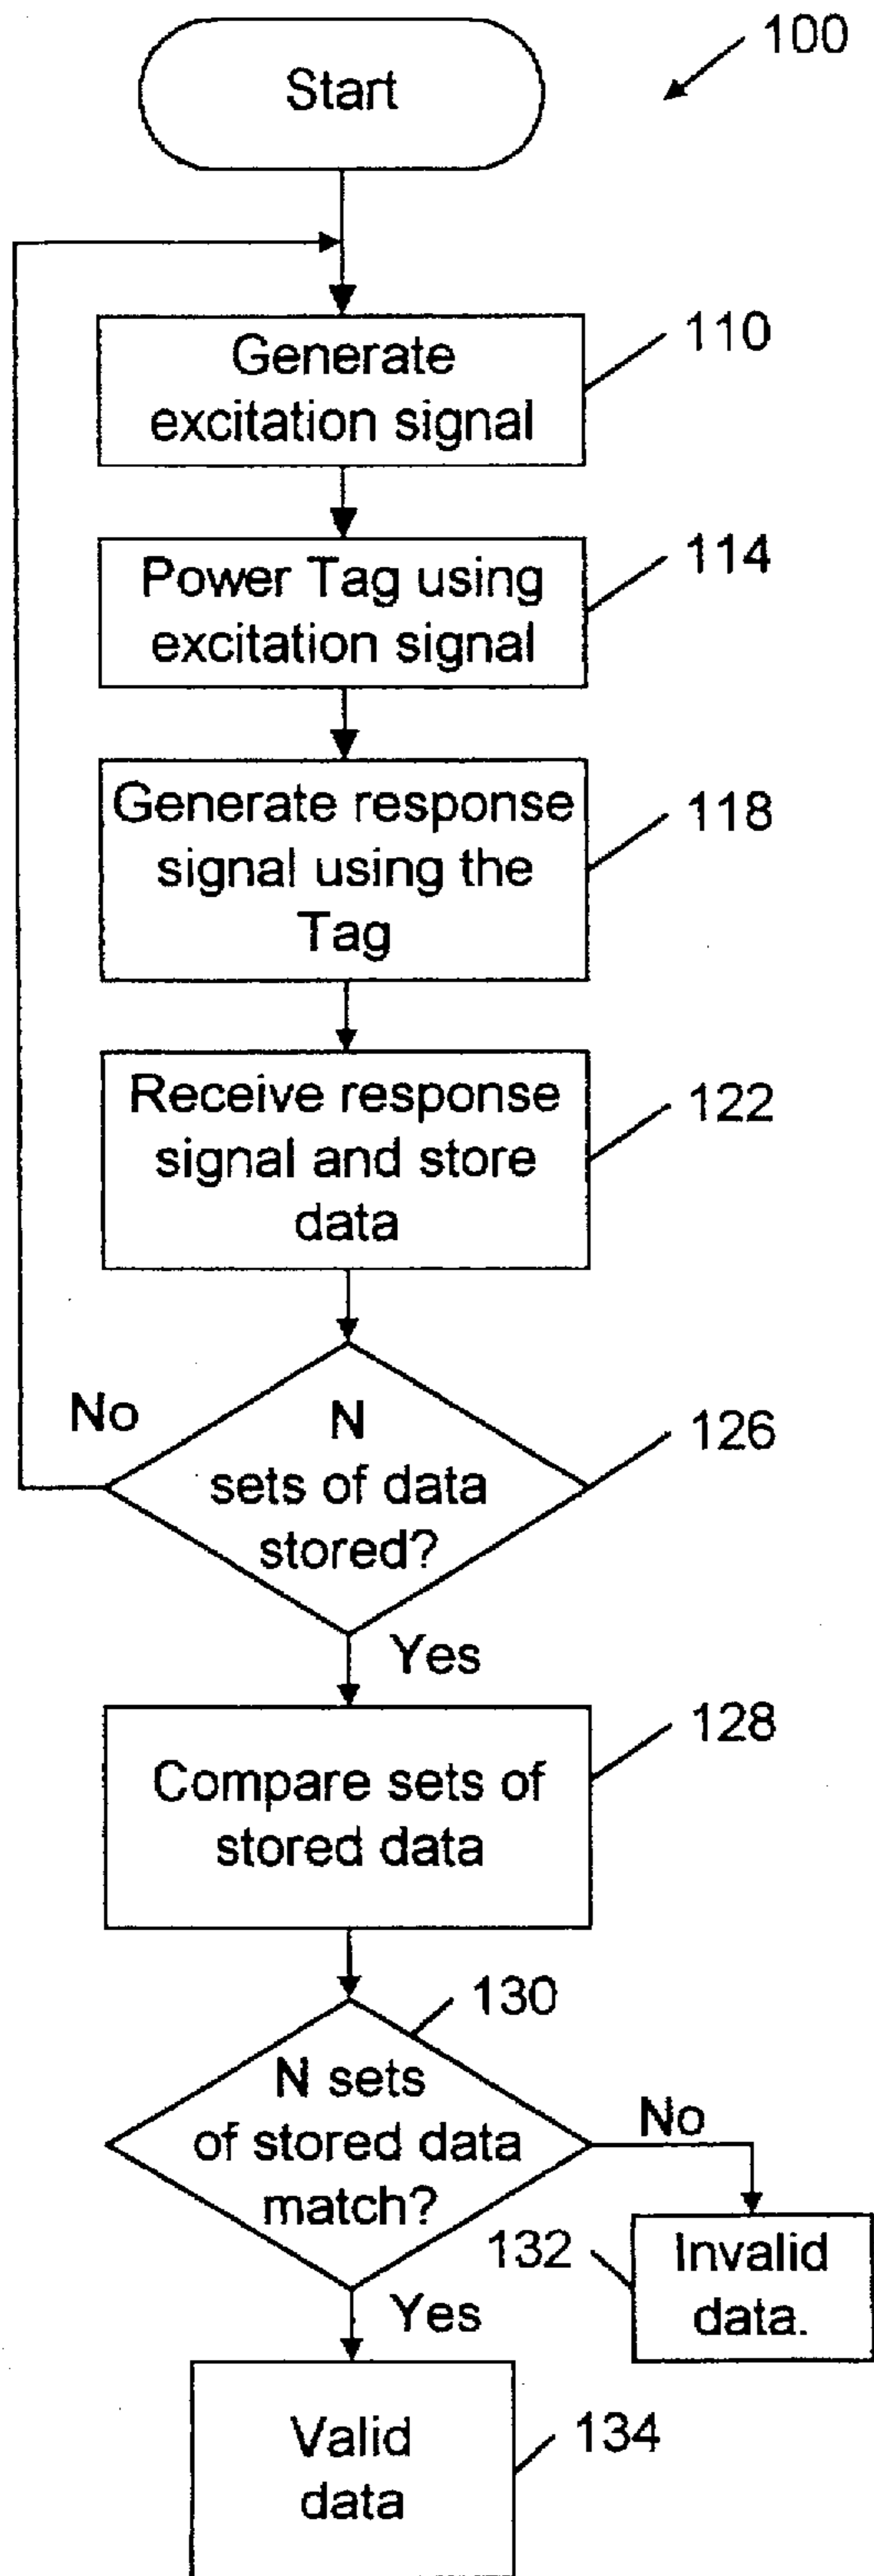 100
Start
110
Generate
excitation signal
114
Power Tag using
excitation signal
118
Generate response
signal using the
Tag
122
Receive response
signal and store
data
No
N
sets of data
stored?
126
Yes
128
Compare sets of
stored data
130
N sets
of stored data
match?
No
132
Invalid
data.
Yes
134
Valid
data